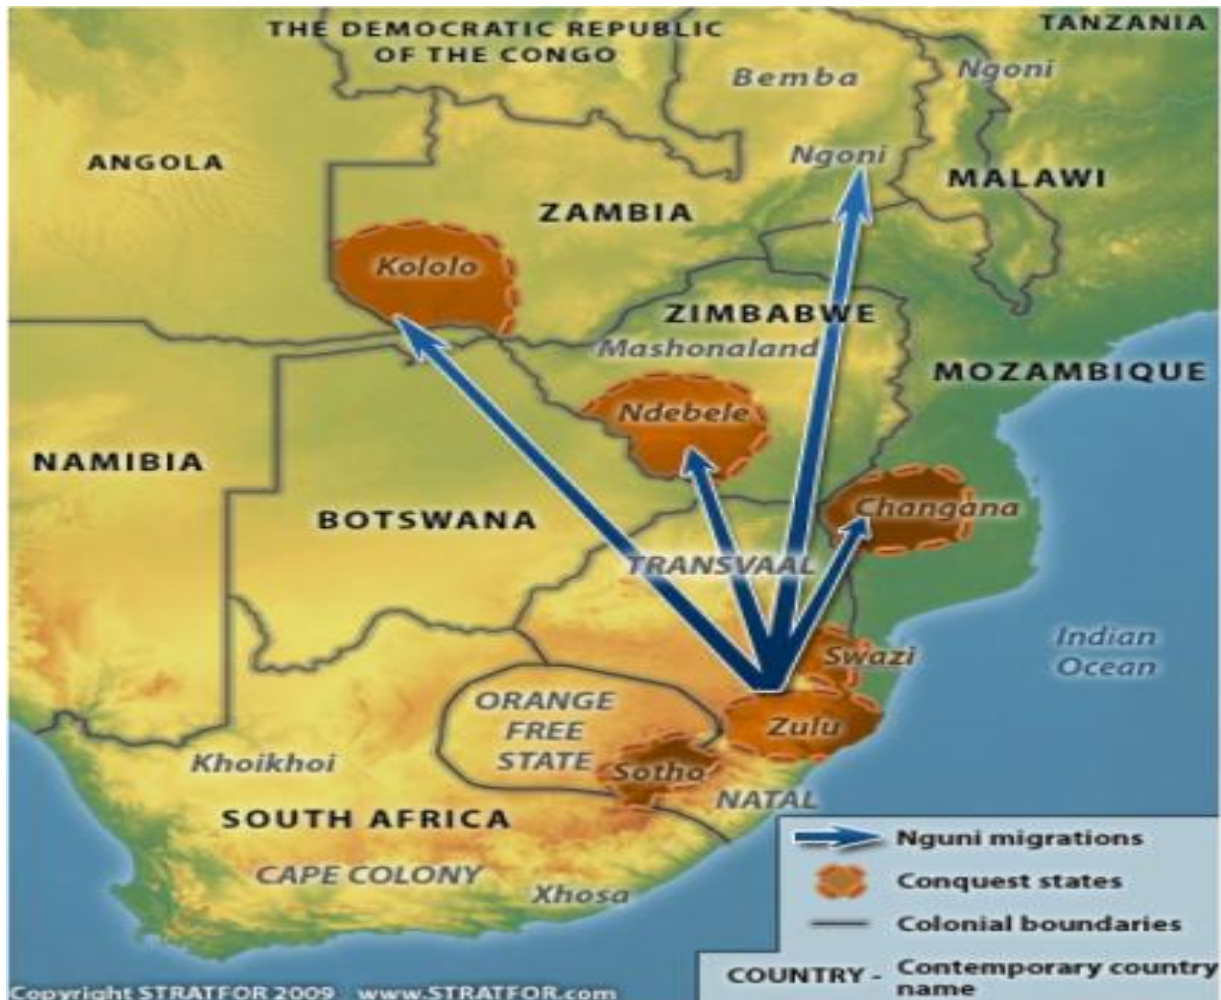 THE DEMOCRATIC REPUBLIC
OF THE CONGO
TANZANIA
Bemba
Ngoni
ANGOLA
Ngoni
MALAWI
ZAMBIA
Kololo
ZIMBABWE
Mashonaland
MOZAMBIQUE
Ndebele
NAMIBIA
BOTSWANA
Changana
TRANSVAAL
Indian
Ocean
Swazi
ORANGE
FREE
STATE
Zulu
Khoikhoi
Sotho
NATAL
SOUTH AFRICA
CAPE COLONY
Xhosa
Nguni migrations
Conquest states
Colonial boundaries
COUNTRY - Contemporary country
name
Copyright STRATFOR 2009 www.STRATFOR.com